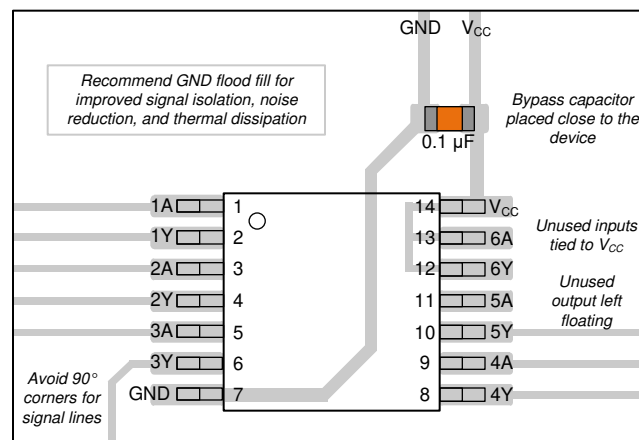 GND
V_CC
Recommend GND flood fill for
improved signal isolation, noise
reduction, and thermal dissipation
Bypass capacitor
placed close to the
device
0.1 µF
1A
1
14
V_CC
1Y
2
13
6A
Unused inputs
tied to V_CC
2A
3
12
6Y
2Y
4
11
5A
Unused
output left
floating
3A
5
10
5Y
3Y
6
9
4A
Avoid 90°
corners for
signal lines
GND
7
8
4Y